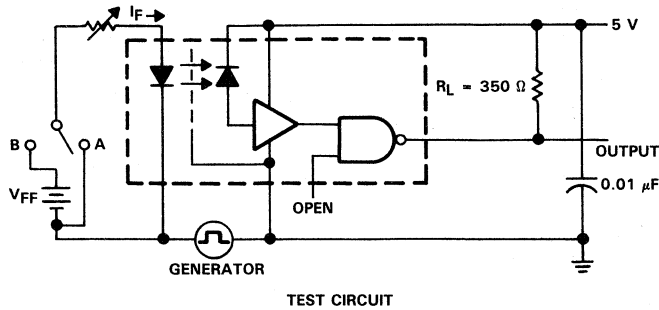 I_F
5 V
R_L = 350 Ω
B
A
V_FF
OUTPUT
0.01 μF
OPEN
GENERATOR
TEST CIRCUIT